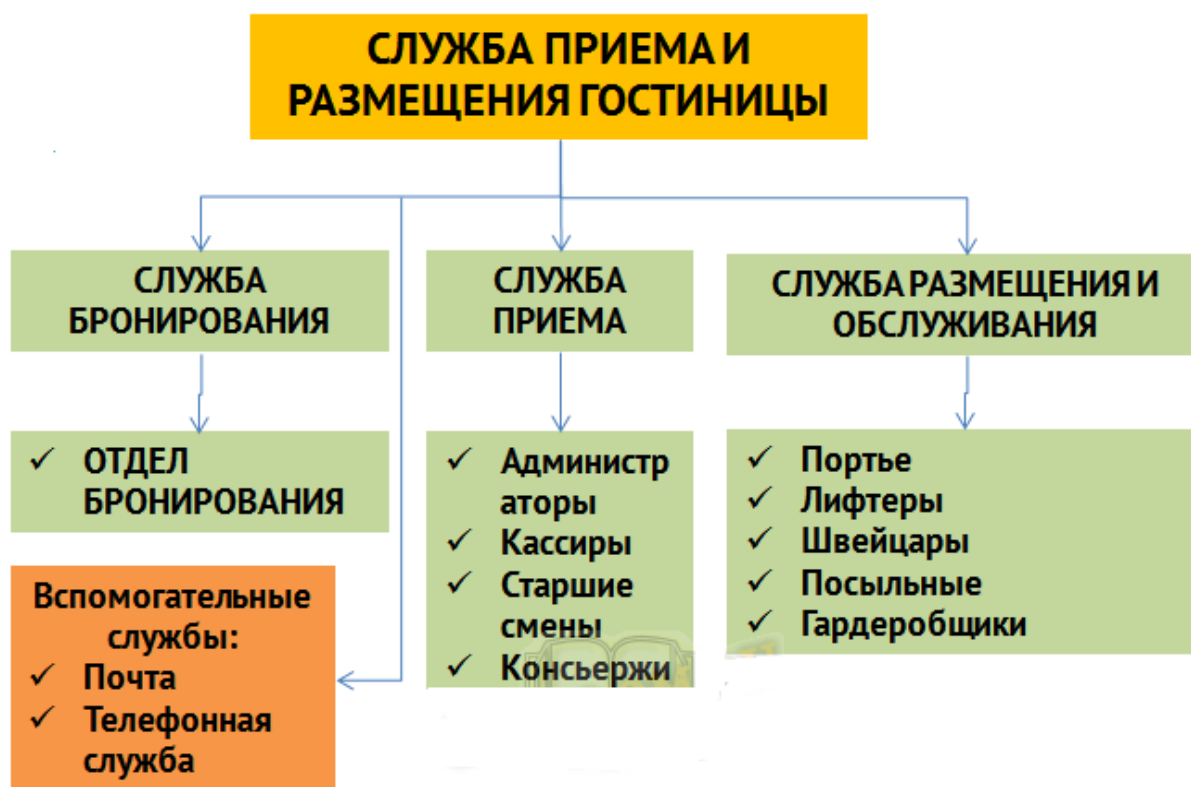 СЛУЖБА ПРИЕМА И
РАЗМЕЩЕНИЯ ГОСТИНИЦЫ
СЛУЖБА
БРОНИРОВАНИЯ
СЛУЖБА
ПРИЕМА
СЛУЖБА РАЗМЕЩЕНИЯ И
ОБСЛУЖИВАНИЯ
✓ ОТДЕЛ
БРОНИРОВАНИЯ
✓ Администр
аторы
✓ Кассиры
✓ Старшие
смены
✓ Консьержи
✓ Портье
✓ Лифтеры
✓ Швейцары
✓ Посыльные
✓ Гардеробщики
Вспомогательные
службы:
✓ Почта
✓ Телефонная
служба